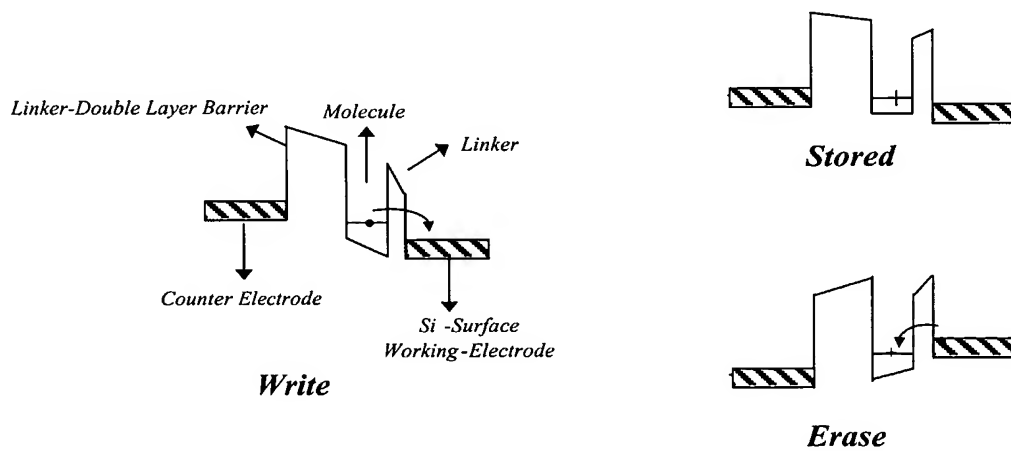 Linker-Double Layer Barrier
Molecule
Linker
Counter Electrode
Si -Surface
Working-Electrode
Write
Stored
Erase